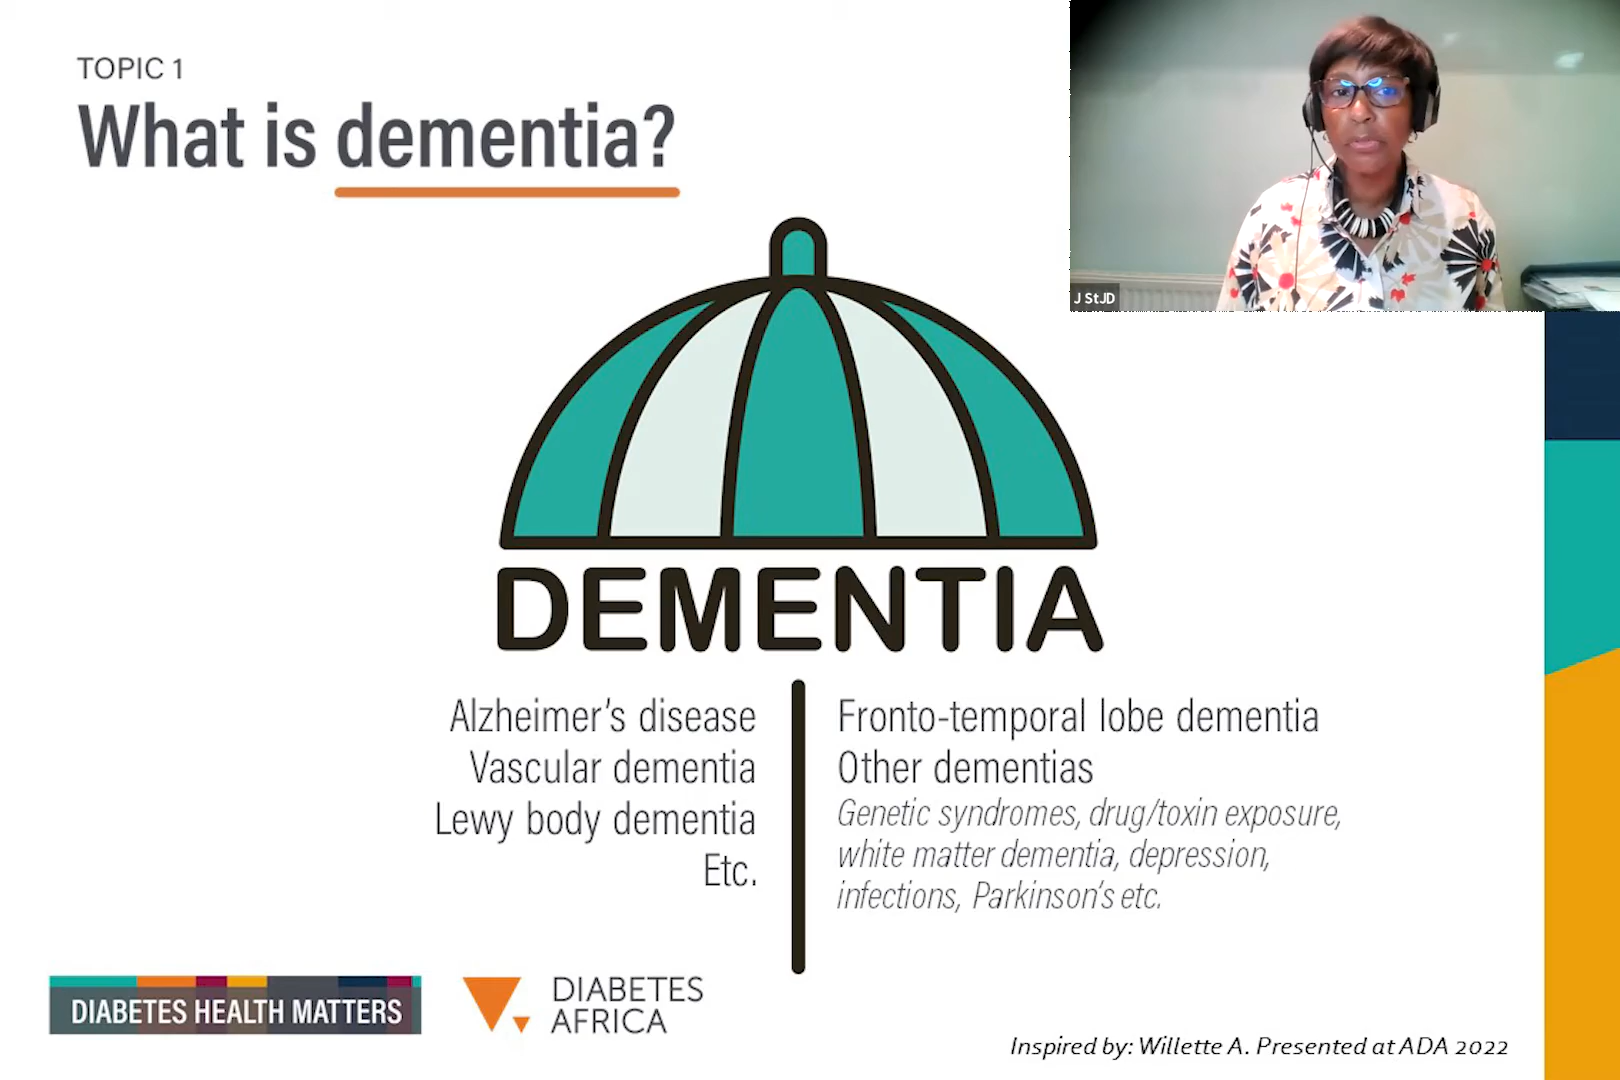 TOPIC 1
What is dementia?
J StJD
DEMENTIA
Alzheimer’s disease
Vascular dementia
Lewy body dementia
Etc.
Fronto-temporal lobe dementia
Other dementias
Genetic syndromes, drug/toxin exposure,
white matter dementia, depression,
infections, Parkinson’s etc.
DIABETES HEALTH MATTERS
DIABETES
AFRICA
Inspired by: Willette A. Presented at ADA 2022